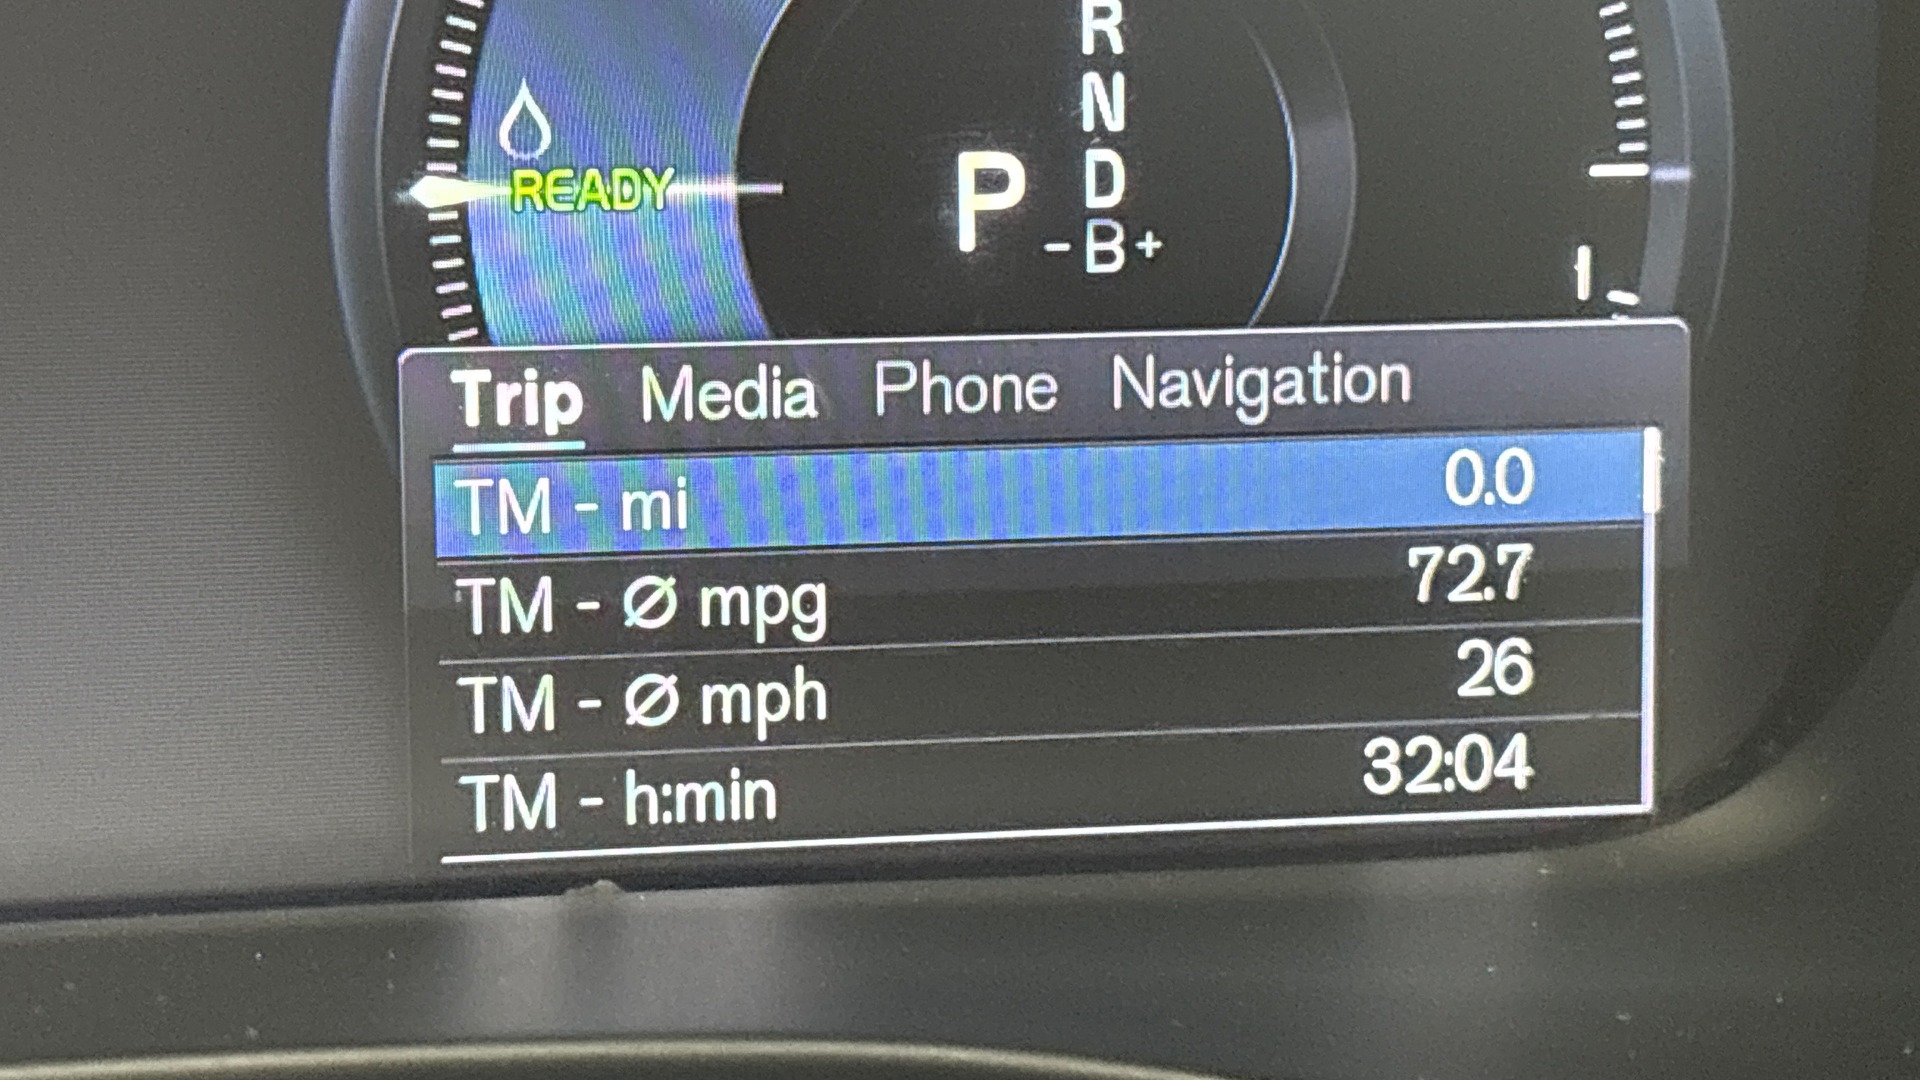 R
N
READY
P
D
- B +
Trip Media Phone Navigation
TM - mi 0.0
TM - Ø mpg 72.7
TM - Ø mph 26
TM - h:min 32:04